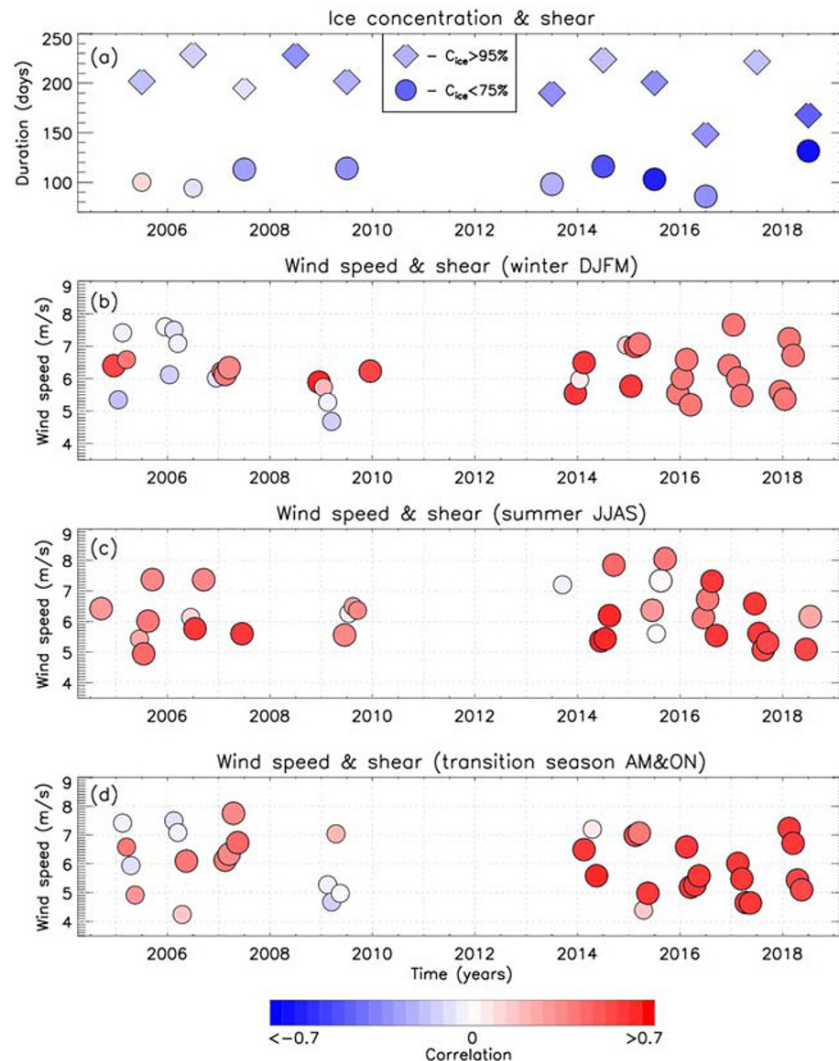 Ice concentration & shear
(a)
Duration (days)
250
200
150
100
– Cice>95%
– Cice<75%
2006 2008 2010 2012 2014 2016 2018
Wind speed & shear (winter DJFM)
(b)
Wind speed (m/s)
9
8
7
6
5
4
2006 2008 2010 2012 2014 2016 2018
Wind speed & shear (summer JJAS)
(c)
Wind speed (m/s)
9
8
7
6
5
4
2006 2008 2010 2012 2014 2016 2018
Wind speed & shear (transition season AM&ON)
(d)
Wind speed (m/s)
9
8
7
6
5
4
2006 2008 2010 2012 2014 2016 2018
Time (years)
<-0.7 0 >0.7
Correlation